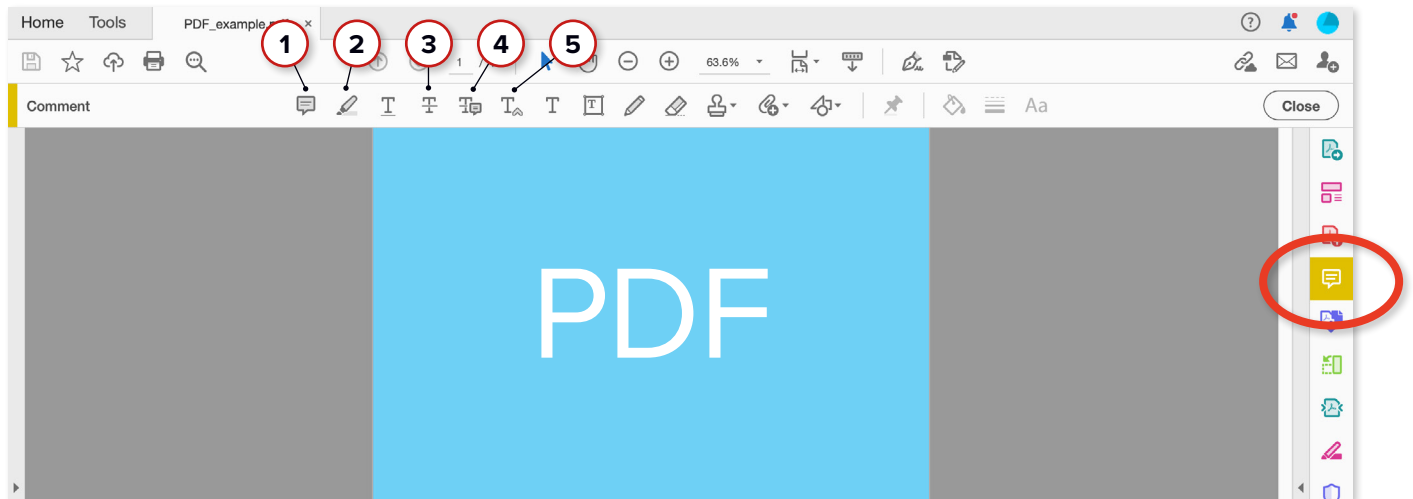 Home Tools PDF_example.
1 2 3 4 5
1 / 63.6%
Comment T T T T T T Aa Close
PDF